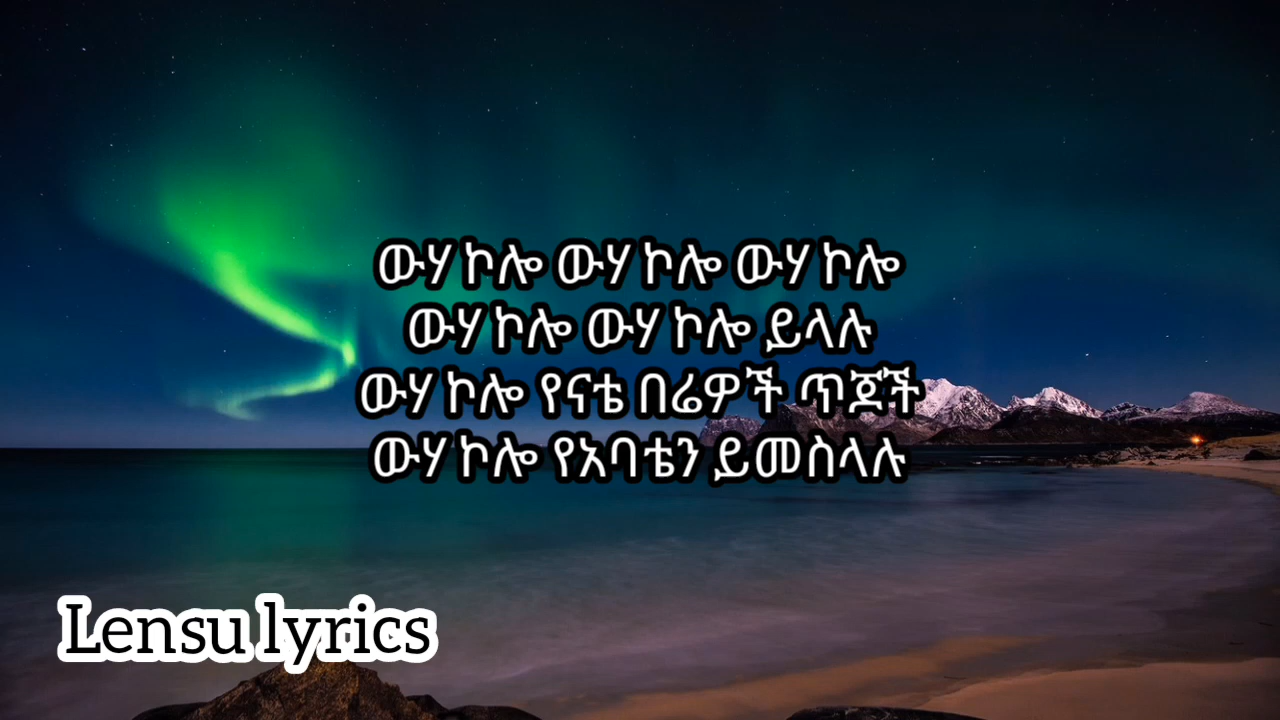 ውሃ ኮሎ ውሃ ኮሎ ውሃ ኮሎ
ውሃ ኮሎ ውሃ ኮሎ ይላሉ
ውሃ ኮሎ የናቴ በሬዎች ጥጆች
ውሃ ኮሎ የአባቴን ይመስላሉ
Lensu lyrics